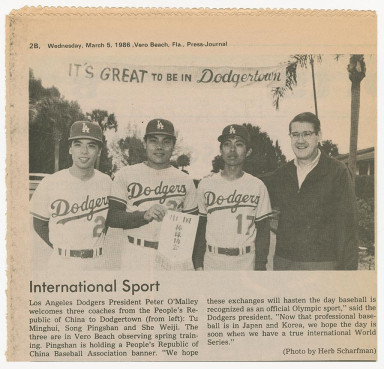 2B, Wednesday, March 5, 1986, Vero Beach, Fla., Press-Journal
IT'S GREAT TO BE IN Dodgertown
Dodgers
2
Dodgers
Dodgers
17
International Sport
Los Angeles Dodgers President Peter O'Malley
welcomes three coaches from the People's Re-
public of China to Dodgertown (from left): Tu
Minghui, Song Pingshan and She Weiji. The
three are in Vero Beach observing spring train-
ing. Pingshan is holding a People's Republic of
China Baseball Association banner. "We hope
these exchanges will hasten the day baseball is
recognized as an official Olympic sport," said the
Dodgers president. "Now that professional base-
ball is in Japan and Korea, we hope the day is
soon when we have a true international World
Series."
(Photo by Herb Scharfman)